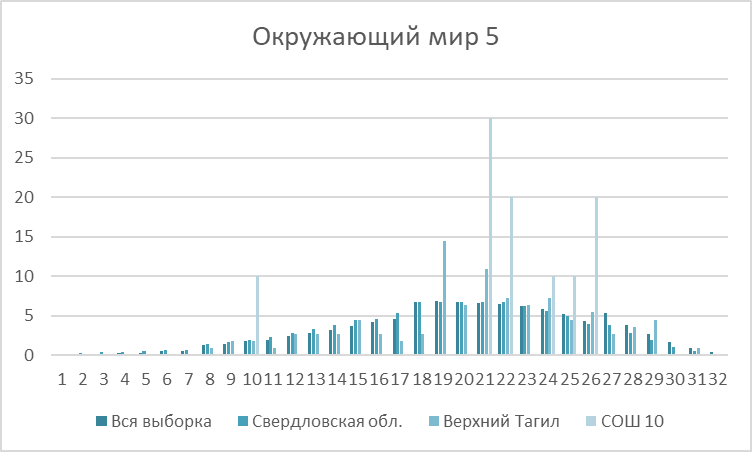 Окружающий мир 5
35
30
25
20
15
10
5
0
1 2 3 4 5 6 7 8 9 10 11 12 13 14 15 16 17 18 19 20 21 22 23 24 25 26 27 28 29 30 31 32
Вся выборка Свердловская обл. Верхний Тагил СОШ 10